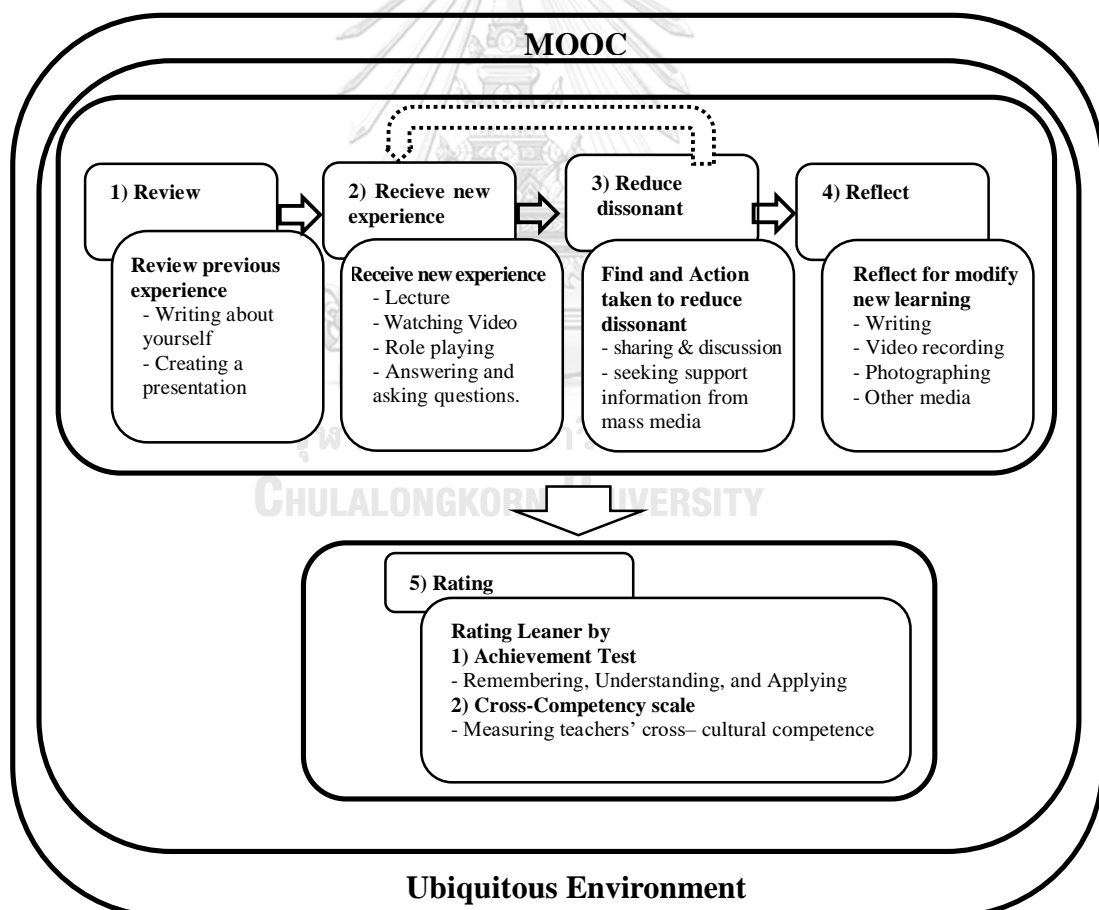 MOOC
1) Review
Review previous
experience
- Writing about
yourself
- Creating a
presentation
2) Recieve new
experience
Receive new experience
- Lecture
- Watching Video
- Role playing
- Answering and
asking questions.
3) Reduce
dissonant
Find and Action
taken to reduce
dissonant
- sharing & discussion
- seeking support
information from
mass media
4) Reflect
Reflect for modify
new learning
- Writing
- Video recording
- Photographing
- Other media
CHULALONGKORN UNIVERSITY
5) Rating
Rating Leaner by
1) Achievement Test
- Remembering, Understanding, and Applying
2) Cross-Competency scale
- Measuring teachers’ cross– cultural competence
Ubiquitous Environment